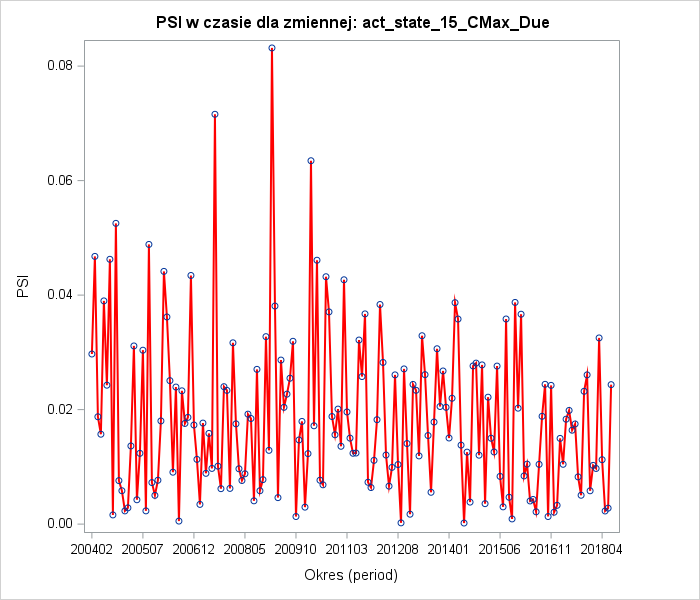 PSI w czasie dla zmiennej: act_state_15_CMax_Due
0.08
0.06
0.04
0.02
0.00
PSI
200402 200507 200612 200805 200910 201103 201208 201401 201506 201611 201804
Okres (period)